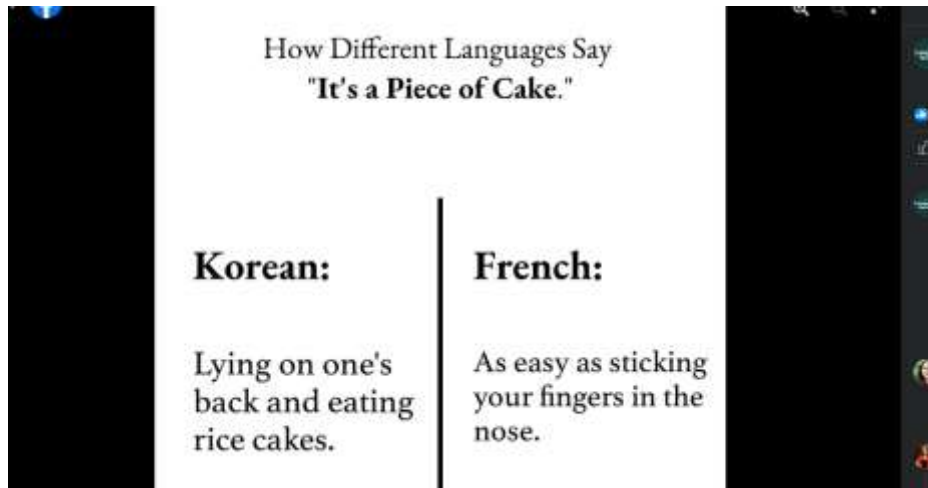 How Different Languages Say
"It's a Piece of Cake."
Korean:
Lying on one's
back and eating
rice cakes.
French:
As easy as sticking
your fingers in the
nose.